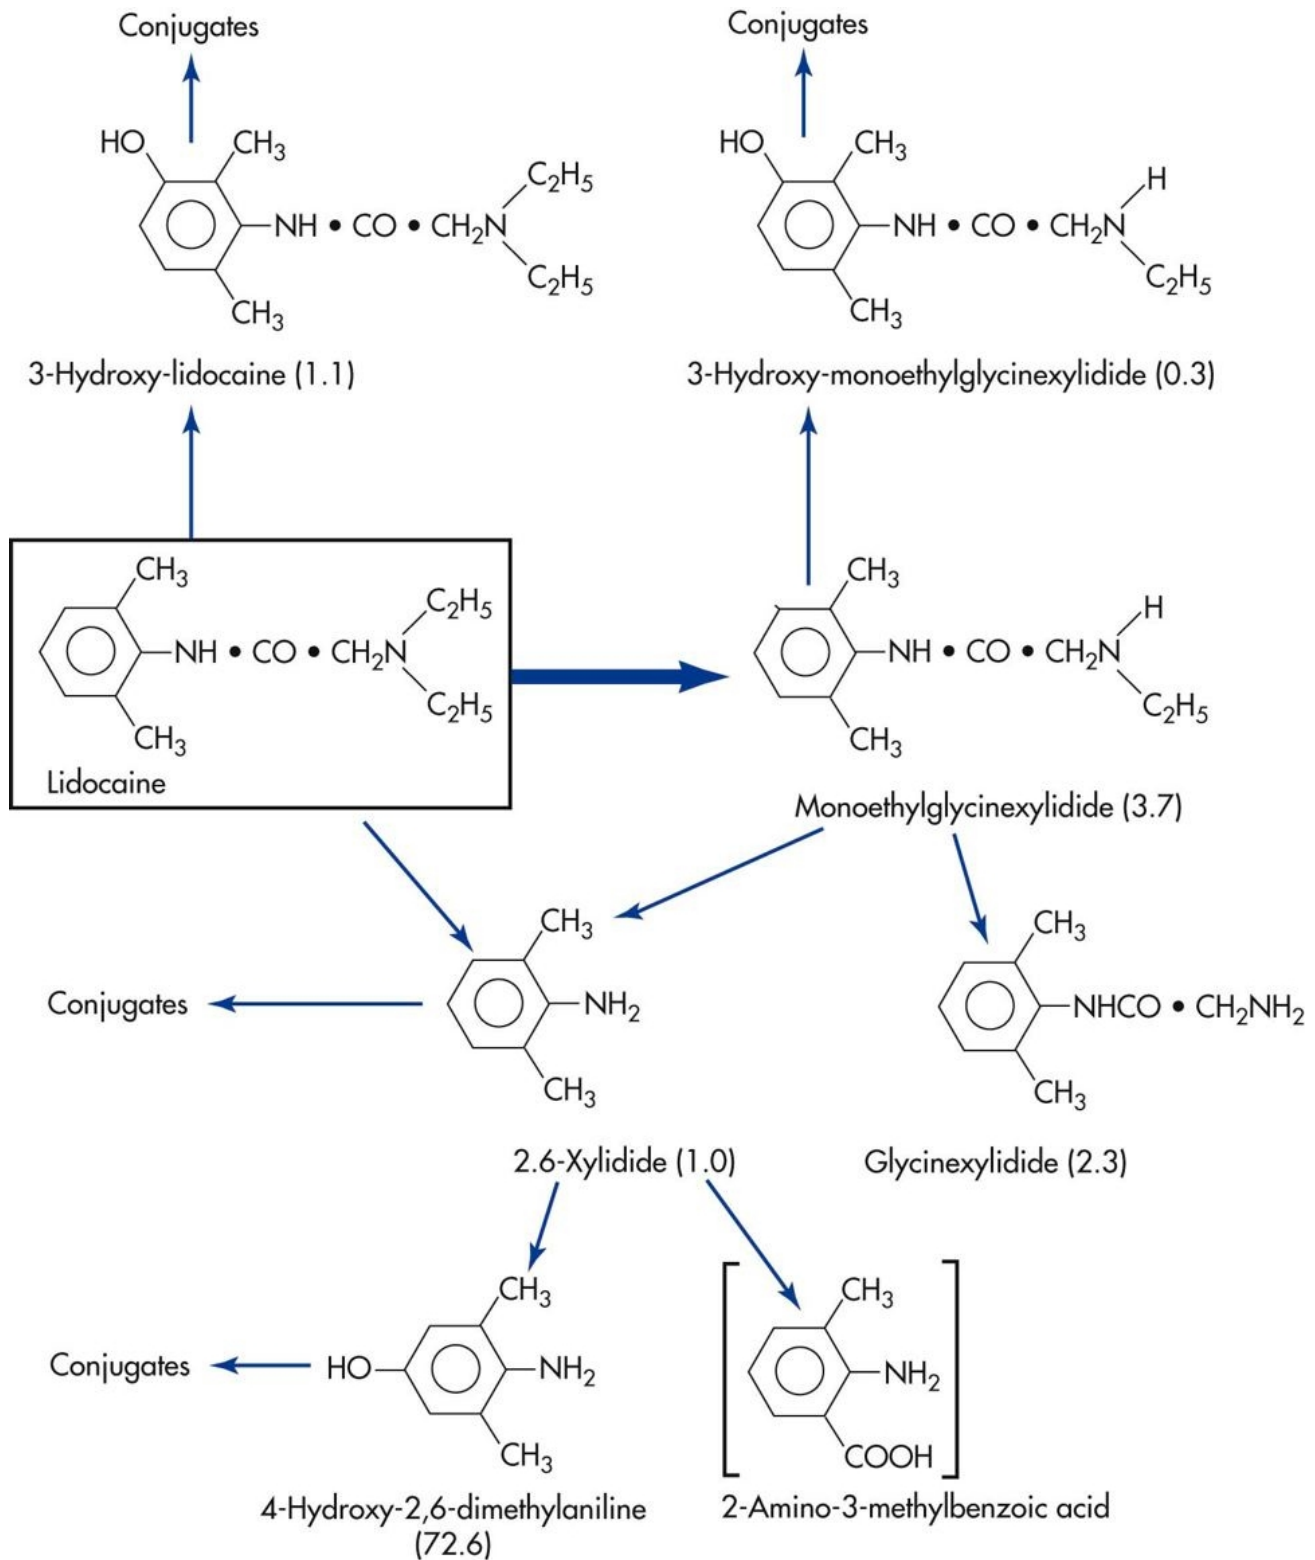 Conjugates
Conjugates
HO
CH3
C2H5
NH • CO • CH2N
C2H5
CH3
3-Hydroxy-lidocaine (1.1)
HO
CH3
H
NH • CO • CH2N
C2H5
CH3
3-Hydroxy-monoethylglycinexylidide (0.3)
CH3
C2H5
NH • CO • CH2N
C2H5
CH3
Lidocaine
CH3
H
NH • CO • CH2N
C2H5
CH3
Monoethylglycinexylidide (3.7)
Conjugates
CH3
NH2
CH3
2.6-Xylidide (1.0)
CH3
NHCO • CH2NH2
CH3
Glycinexylidide (2.3)
Conjugates
CH3
HO
NH2
CH3
4-Hydroxy-2,6-dimethylaniline
(72.6)
CH3
NH2
COOH
2-Amino-3-methylbenzoic acid